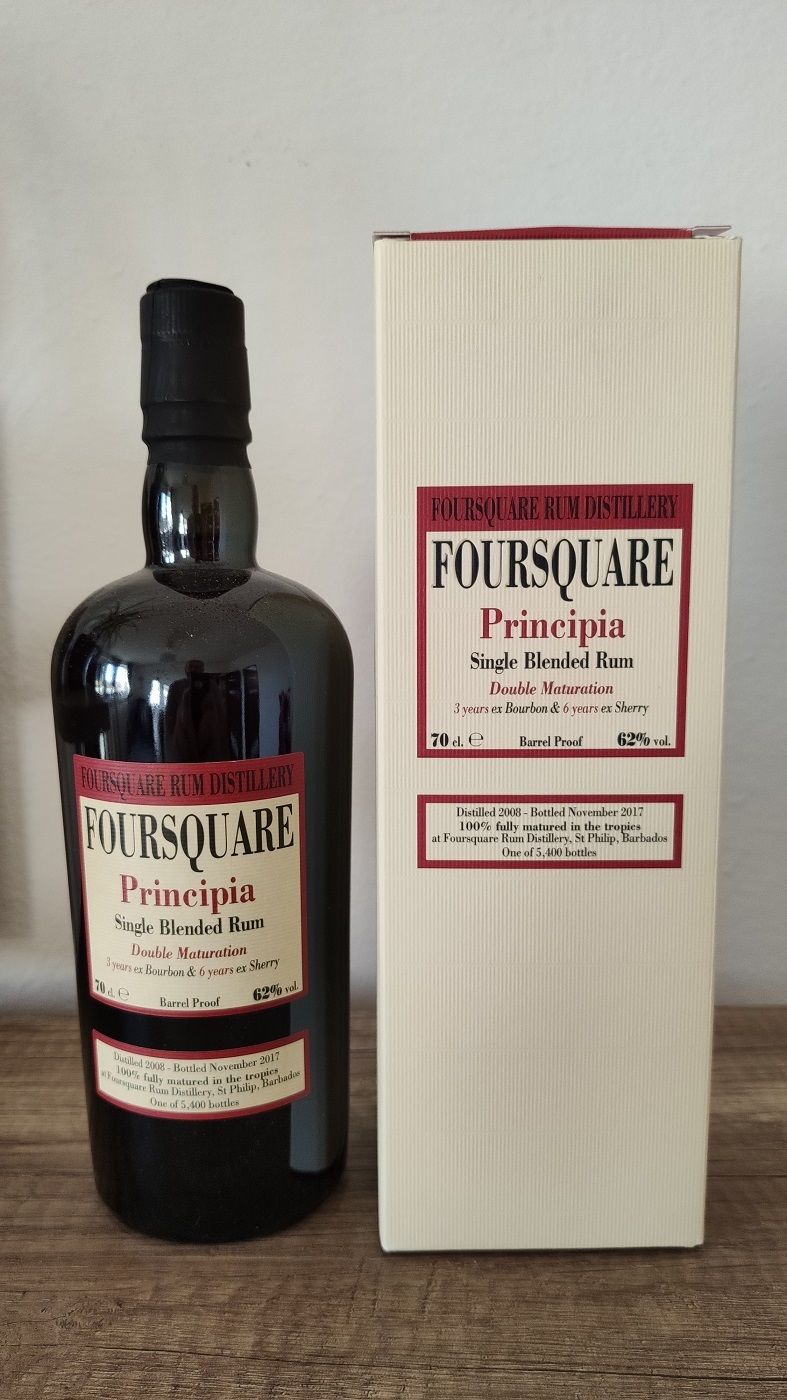 FOURSQUARE RUM DISTILLERY
FOURSQUARE
Principia
Single Blended Rum
Double Maturation
3 years ex Bourbon & 6 years ex Sherry
70 cl. ℮ Barrel Proof 62% vol.
Distilled 2008 - Bottled November 2017
100% fully matured in the tropics
at Foursquare Rum Distillery, St Philip, Barbados
One of 5,400 bottles
FOURSQUARE RUM DISTILLERY
FOURSQUARE
Principia
Single Blended Rum
Double Maturation
3 years ex Bourbon & 6 years ex Sherry
70 cl. ℮ Barrel Proof 62% vol.
Distilled 2008 - Bottled November 2017
100% fully matured in the tropics
at Foursquare Rum Distillery, St Philip, Barbados
One of 5,400 bottles